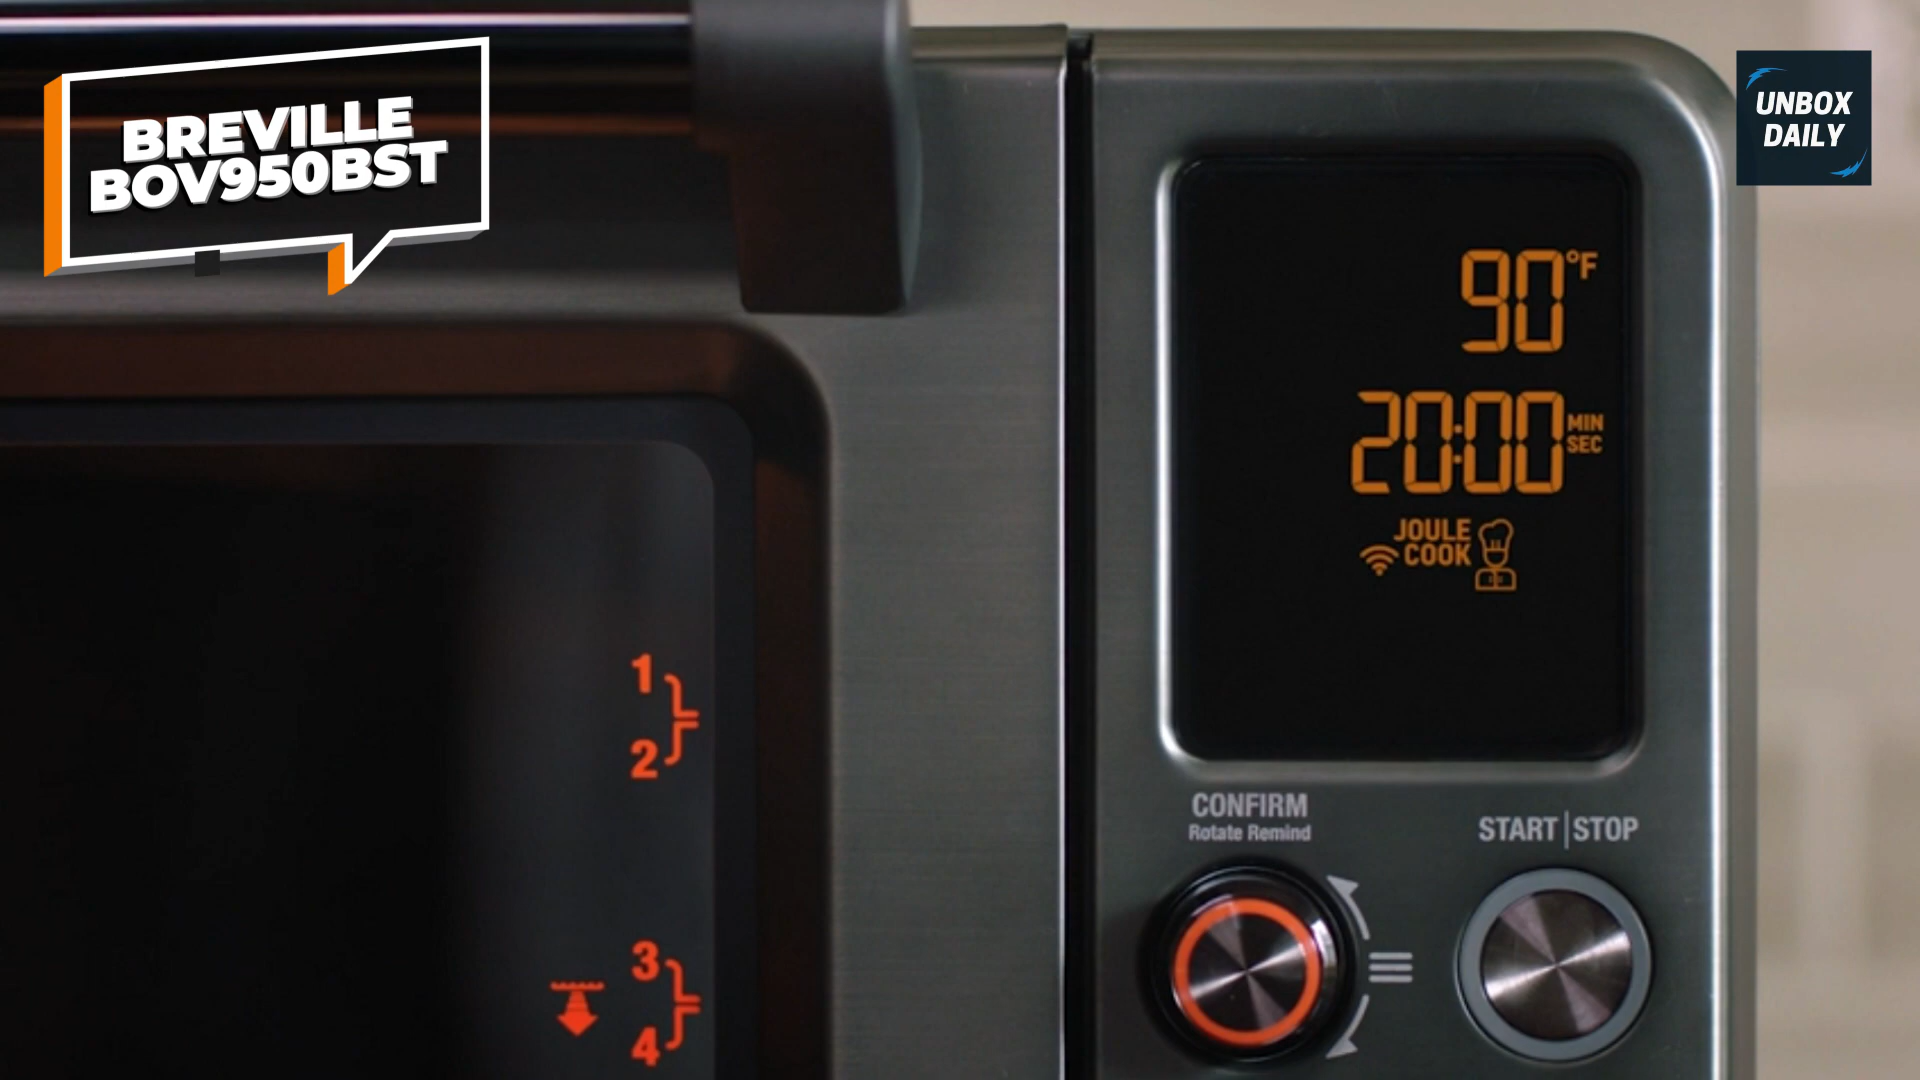 BREVILLE
BOV950BST
UNBOX
DAILY
90°F
20:00 MIN SEC
JOULE
COOK
1
2
3
4
CONFIRM
Rotate Remind
START|STOP